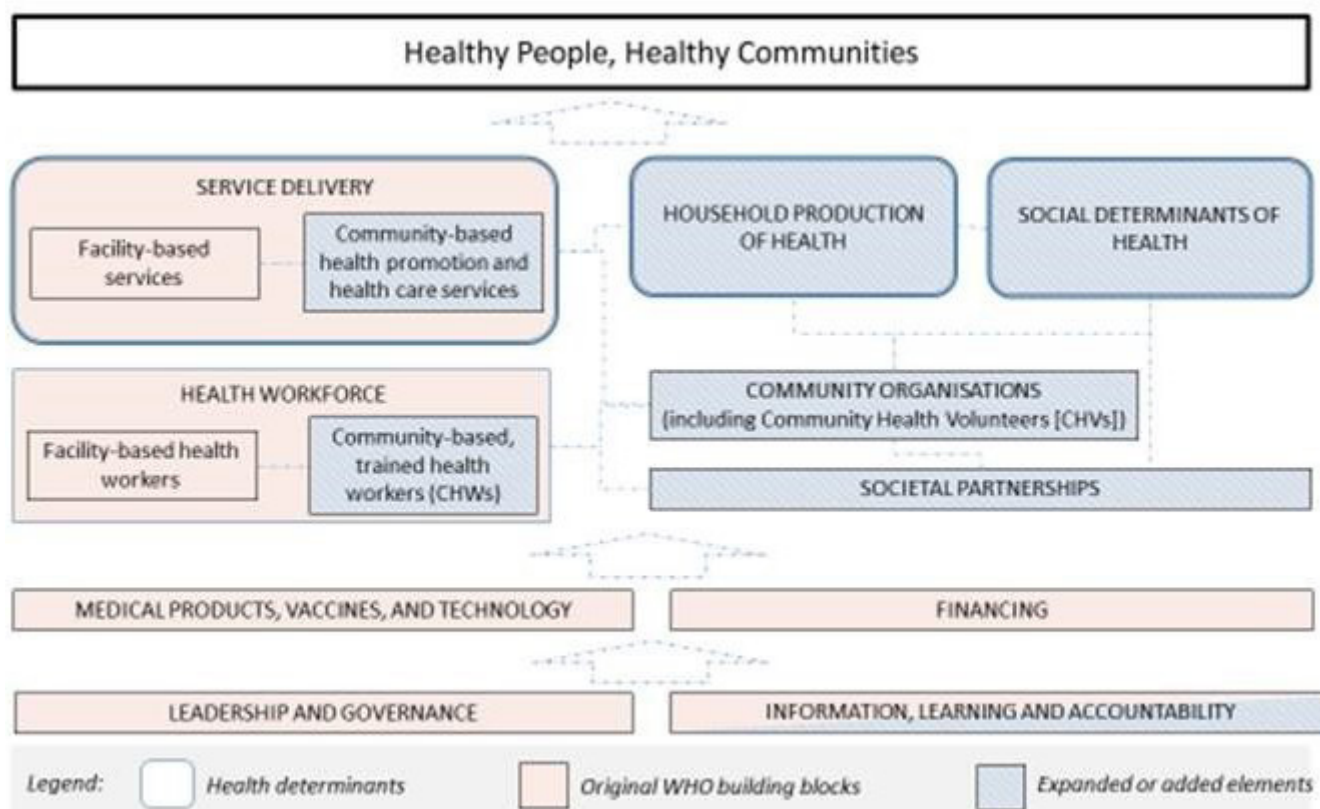 Healthy People, Healthy Communities
SERVICE DELIVERY
Facility-based
services
Community-based
health promotion and
health care services
HOUSEHOLD PRODUCTION
OF HEALTH
SOCIAL DETERMINANTS OF
HEALTH
HEALTH WORKFORCE
Facility-based health
workers
Community-based,
trained health
workers (CHWs)
COMMUNITY ORGANISATIONS
(including Community Health Volunteers [CHVs])
SOCIETAL PARTNERSHIPS
MEDICAL PRODUCTS, VACCINES, AND TECHNOLOGY
FINANCING
LEADERSHIP AND GOVERNANCE
INFORMATION, LEARNING AND ACCOUNTABILITY
Legend:
Health determinants
Original WHO building blocks
Expanded or added elements